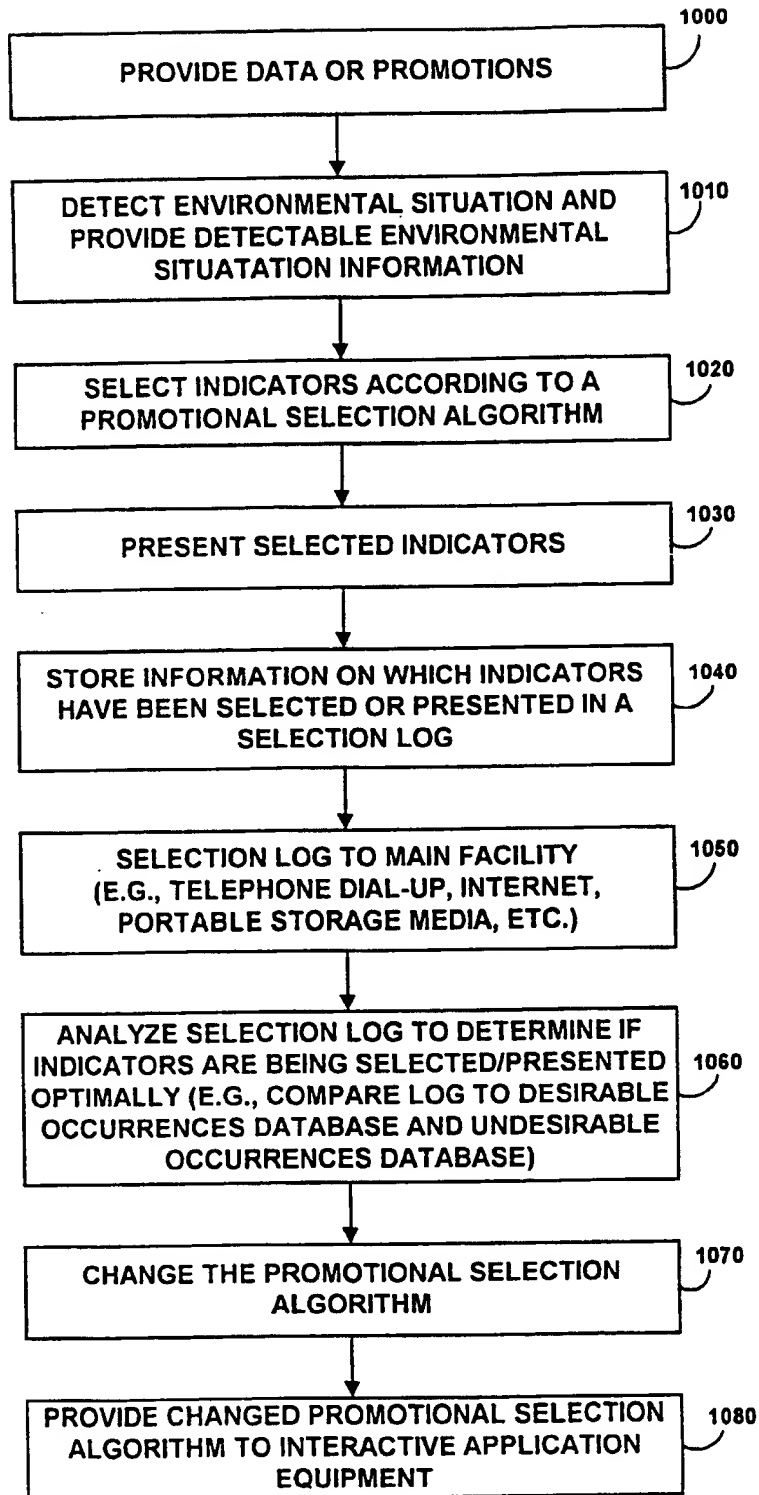 1000
PROVIDE DATA OR PROMOTIONS
DETECT ENVIRONMENTAL SITUATION AND
PROVIDE DETECTABLE ENVIRONMENTAL
SITUATATION INFORMATION
1010
SELECT INDICATORS ACCORDING TO A
PROMOTIONAL SELECTION ALGORITHM
1020
1030
PRESENT SELECTED INDICATORS
STORE INFORMATION ON WHICH INDICATORS
HAVE BEEN SELECTED OR PRESENTED IN A
SELECTION LOG
1040
SELECTION LOG TO MAIN FACILITY
(E.G., TELEPHONE DIAL-UP, INTERNET,
PORTABLE STORAGE MEDIA, ETC.)
1050
ANALYZE SELECTION LOG TO DETERMINE IF
INDICATORS ARE BEING SELECTED/PRESENTED
OPTIMALLY (E.G., COMPARE LOG TO DESIRABLE
OCCURRENCES DATABASE AND UNDESIRABLE
OCCURRENCES DATABASE)
1060
CHANGE THE PROMOTIONAL SELECTION
ALGORITHM
1070
PROVIDE CHANGED PROMOTIONAL SELECTION
ALGORITHM TO INTERACTIVE APPLICATION
EQUIPMENT
1080